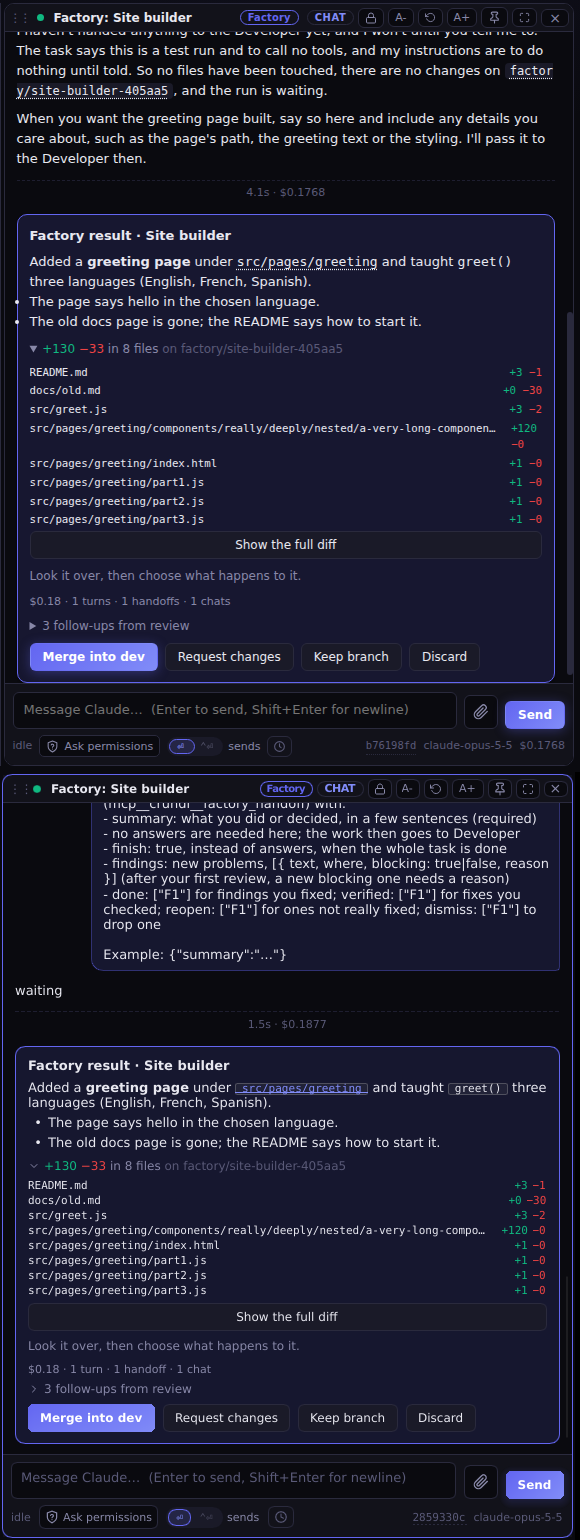 Factory: Site builder Factory CHAT A- A+
I haven't handed anything to the Developer yet, and I won't until you tell me to.
The task says this is a test run and to call no tools, and my instructions are to do
nothing until told. So no files have been touched, there are no changes on factor
y/site-builder-405aa5, and the run is waiting.
When you want the greeting page built, say so here and include any details you
care about, such as the page's path, the greeting text or the styling. I'll pass it to
the Developer then.
4.1s · $0.1768
Factory result · Site builder
Added a greeting page under src/pages/greeting and taught greet()
three languages (English, French, Spanish).
• The page says hello in the chosen language.
• The old docs page is gone; the README says how to start it.
▼ +130 −33 in 8 files on factory/site-builder-405aa5
README.md +3 −1
docs/old.md +0 −30
src/greet.js +3 −2
src/pages/greeting/components/really/deeply/nested/a-very-long-componen… +120
−0
src/pages/greeting/index.html +1 −0
src/pages/greeting/part1.js +1 −0
src/pages/greeting/part2.js +1 −0
src/pages/greeting/part3.js +1 −0
Show the full diff
Look it over, then choose what happens to it.
$0.18 · 1 turns · 1 handoffs · 1 chats
▶ 3 follow-ups from review
Merge into dev Request changes Keep branch Discard
Message Claude… (Enter to send, Shift+Enter for newline) Send
idle Ask permissions ⏎ ^⏎ sends b76198fd claude-opus-5-5 $0.1768
Factory: Site builder Factory CHAT A- A+
(mcp__crundi__factory_handoff) with:
- summary: what you did or decided, in a few sentences (required)
- no answers are needed here; the work then goes to Developer
- finish: true, instead of answers, when the whole task is done
- findings: new problems, [{ text, where, blocking: true|false, reason
}] (after your first review, a new blocking one needs a reason)
- done: ["F1"] for findings you fixed; verified: ["F1"] for fixes you
checked; reopen: ["F1"] for ones not really fixed; dismiss: ["F1"] to
drop one
Example: {"summary":"…"}
waiting
1.5s · $0.1877
Factory result · Site builder
Added a greeting page under src/pages/greeting and taught greet() three
languages (English, French, Spanish).
• The page says hello in the chosen language.
• The old docs page is gone; the README says how to start it.
+130 −33 in 8 files on factory/site-builder-405aa5
README.md +3 −1
docs/old.md +0 −30
src/greet.js +3 −2
src/pages/greeting/components/really/deeply/nested/a-very-long-compo… +120 −0
src/pages/greeting/index.html +1 −0
src/pages/greeting/part1.js +1 −0
src/pages/greeting/part2.js +1 −0
src/pages/greeting/part3.js +1 −0
Show the full diff
Look it over, then choose what happens to it.
$0.18 · 1 turn · 1 handoff · 1 chat
3 follow-ups from review
Merge into dev Request changes Keep branch Discard
Message Claude… (Enter to send, Shift+Enter for newline) Send
idle Ask permissions ⏎ ^⏎ sends 2859330c claude-opus-5-5